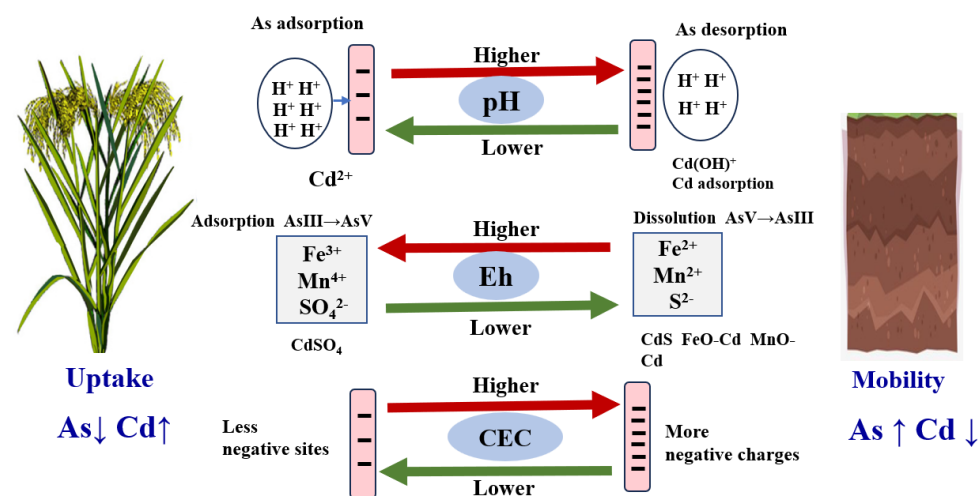 As adsorption
As desorption
Higher
H⁺ H⁺
H⁺ H⁺
H⁺ H⁺
pH
H⁺ H⁺
H⁺ H⁺
Lower
Cd²⁺
Cd(OH)⁺
Cd adsorption
Adsorption AsIII→AsV
Dissolution AsV→AsIII
Higher
Fe³⁺
Mn⁴⁺
SO₄²⁻
Eh
Fe²⁺
Mn²⁺
S²⁻
Lower
CdSO₄
CdS FeO-Cd MnO-
Cd
Uptake
As↓ Cd↑
Mobility
As ↑ Cd ↓
Higher
Less
negative sites
CEC
More
negative charges
Lower